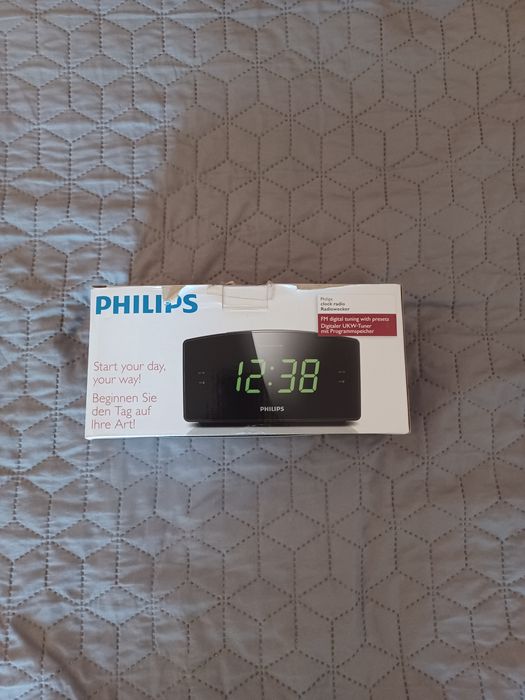 PHILIPS
Philips
clock radio
Radiowecker
FM digital tuning with presets
Digitaler UKW-Tuner
mit Programmspeicher
Start your day,
your way!
Beginnen Sie
den Tag auf
Ihre Art!
12:38
PHILIPS